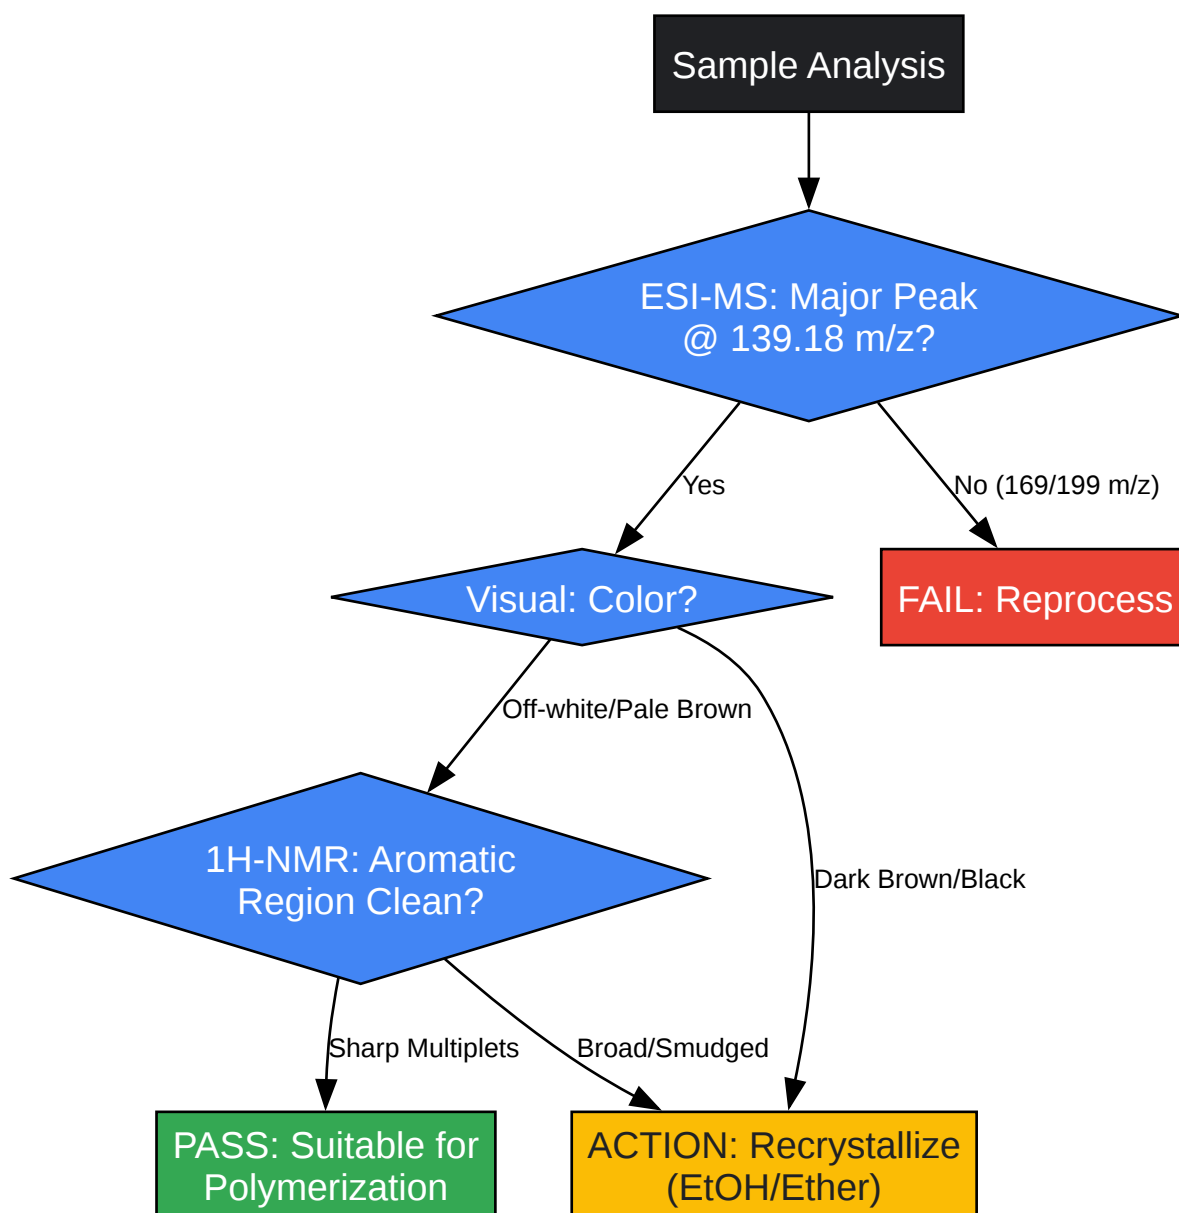 Sample Analysis
ESI-MS: Major Peak
@ 139.18 m/z?
Yes
No (169/199 m/z)
Visual: Color?
FAIL: Reprocess
Off-white/Pale Brown
1H-NMR: Aromatic
Region Clean?
Dark Brown/Black
Sharp Multiplets
Broad/Smudged
PASS: Suitable for
Polymerization
ACTION: Recrystallize
(EtOH/Ether)